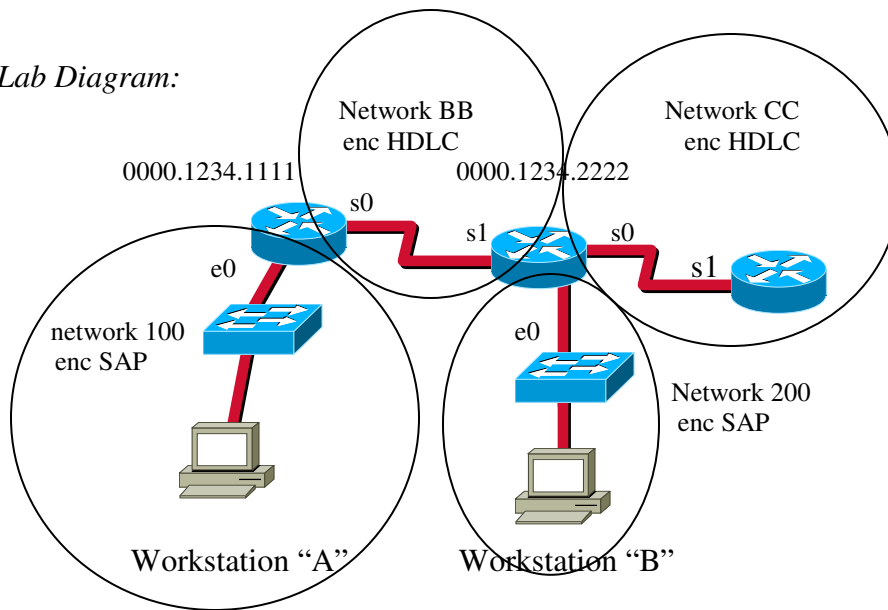 Lab Diagram:
Network BB
enc HDLC
Network CC
enc HDLC
0000.1234.1111
0000.1234.2222
s0
s1
s0
s1
e0
e0
network 100
enc SAP
Network 200
enc SAP
Workstation “A”
Workstation “B”